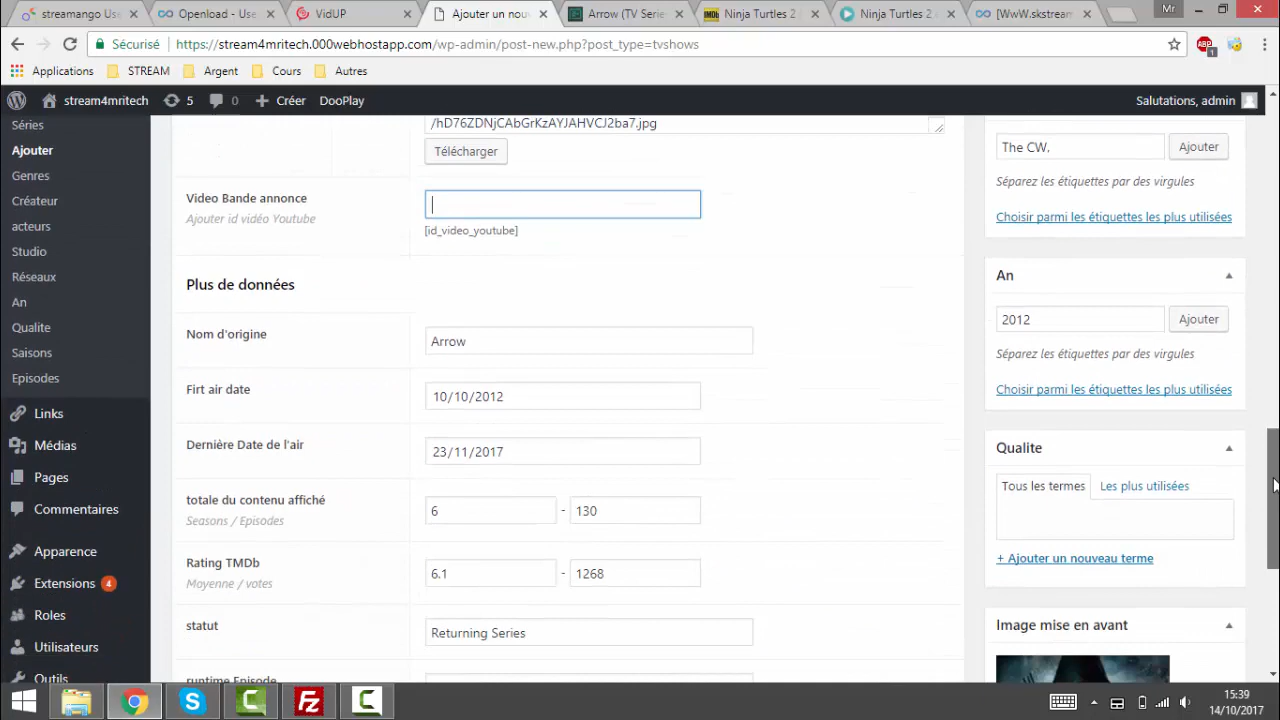 streamango Use
Openload - Use
VidUP
Ajouter un nouv
Arrow (TV Serie
Ninja Turtles 2
Ninja Turtles 2
[WwW.skstream
Mr
Sécurisé
https://stream4mritech.000webhostapp.com/wp-admin/post-new.php?post_type=tvshows
Applications STREAM Argent Cours Autres
stream4mritech 5 0 Créer DooPlay
Salutations, admin
Séries
Ajouter
Genres
Créateur
acteurs
Studio
Réseaux
An
Qualite
Saisons
Episodes
Links
Médias
Pages
Commentaires
Apparence
Extensions 4
Roles
Utilisateurs
Outils
/hD76ZDNjCAbGrKzAYJAHVCJ2ba7.jpg
Télécharger
Video Bande annonce
Ajouter id vidéo Youtube
[id_video_youtube]
Plus de données
Nom d'origine
Arrow
Firt air date
10/10/2012
Dernière Date de l'air
23/11/2017
totale du contenu affiché
Seasons / Episodes
6 - 130
Rating TMDb
Moyenne / votes
6.1 - 1268
statut
Returning Series
runtime Episode
The CW,
Ajouter
Séparez les étiquettes par des virgules
Choisir parmi les étiquettes les plus utilisées
An
2012
Ajouter
Séparez les étiquettes par des virgules
Choisir parmi les étiquettes les plus utilisées
Qualite
Tous les termes Les plus utilisées
+ Ajouter un nouveau terme
Image mise en avant
15:39
14/10/2017